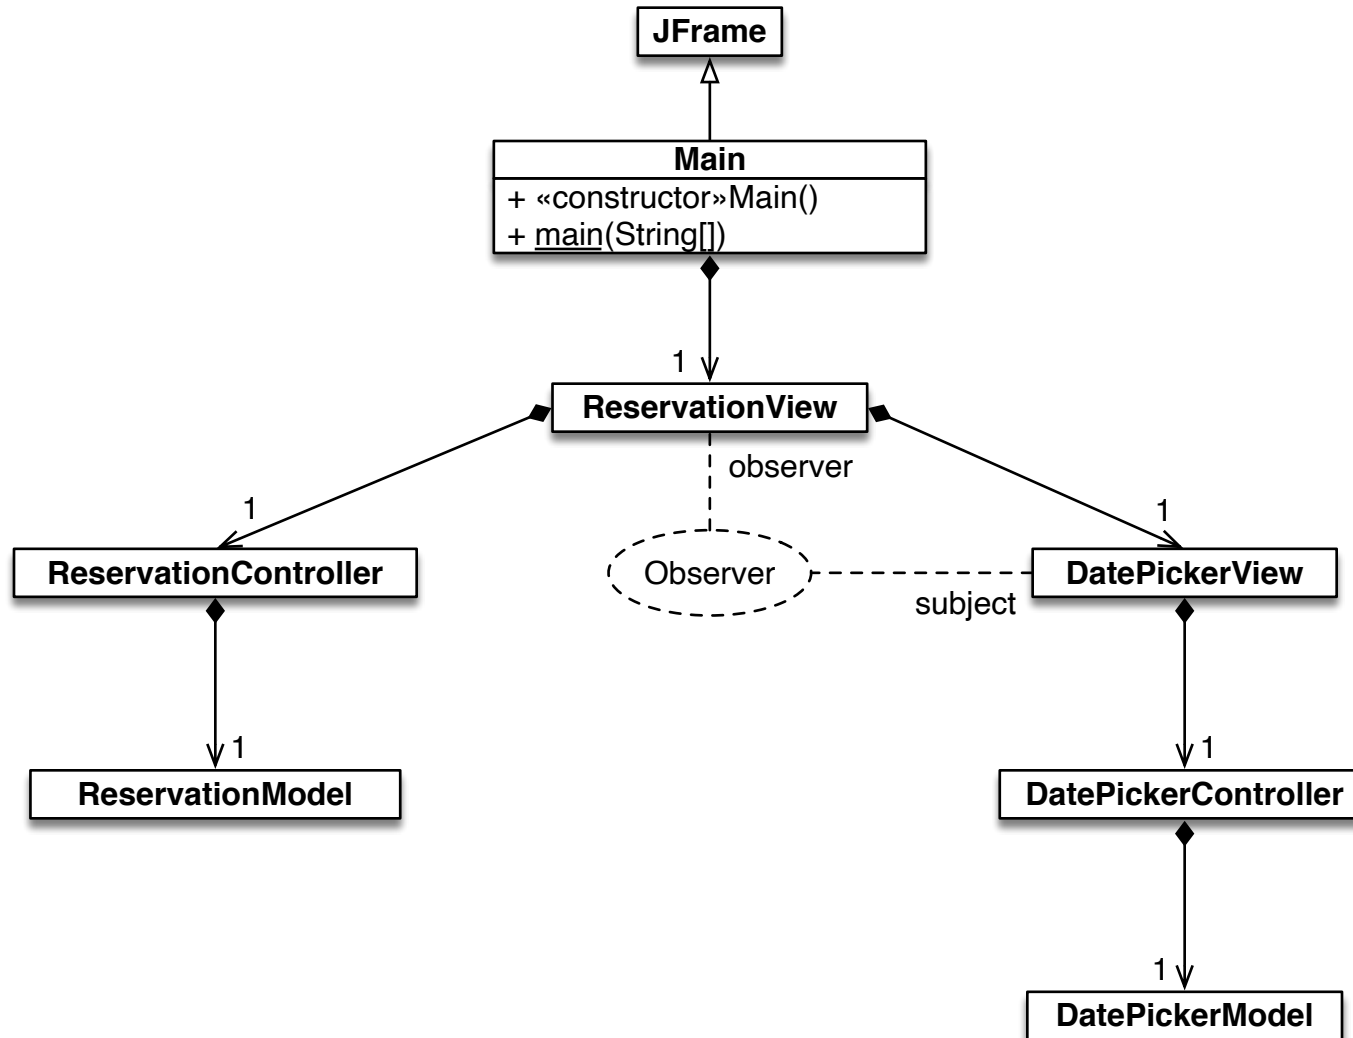 JFrame
Main
+ «constructor»Main()
+ main(String[])
1
ReservationView
observer
1
1
ReservationController
Observer
DatePickerView
subject
1
1
ReservationModel
DatePickerController
1
DatePickerModel